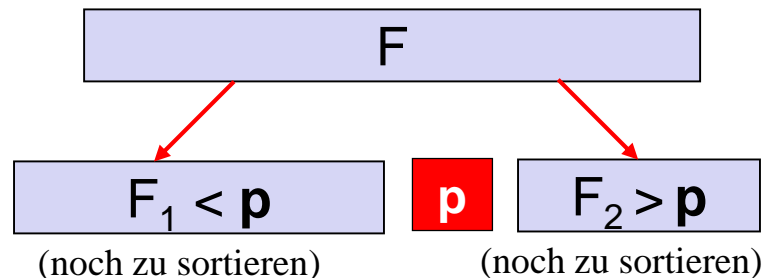 F
F₁ < p p F₂ > p
(noch zu sortieren) (noch zu sortieren)